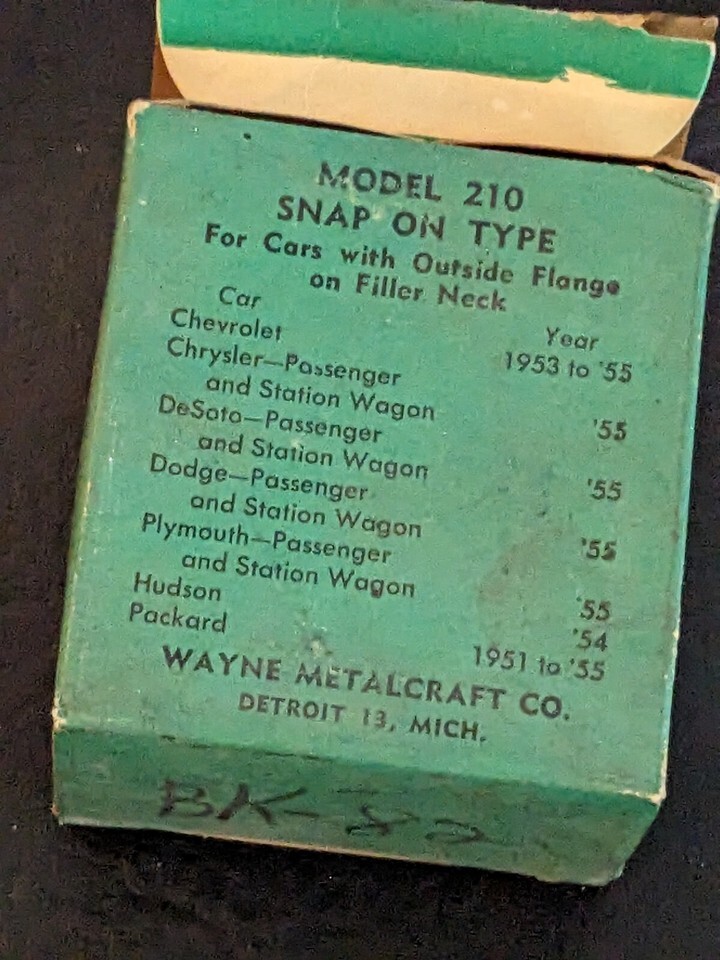 MODEL 210
SNAP ON TYPE
For Cars with Outside Flange
on Filler Neck
Car Year
Chevrolet 1953 to '55
Chrysler—Passenger
and Station Wagon '55
DeSoto—Passenger
and Station Wagon '55
Dodge—Passenger
and Station Wagon '55
Plymouth—Passenger
and Station Wagon '55
Hudson '54
Packard 1951 to '55
WAYNE METALCRAFT CO.
DETROIT 13, MICH.
BK-82